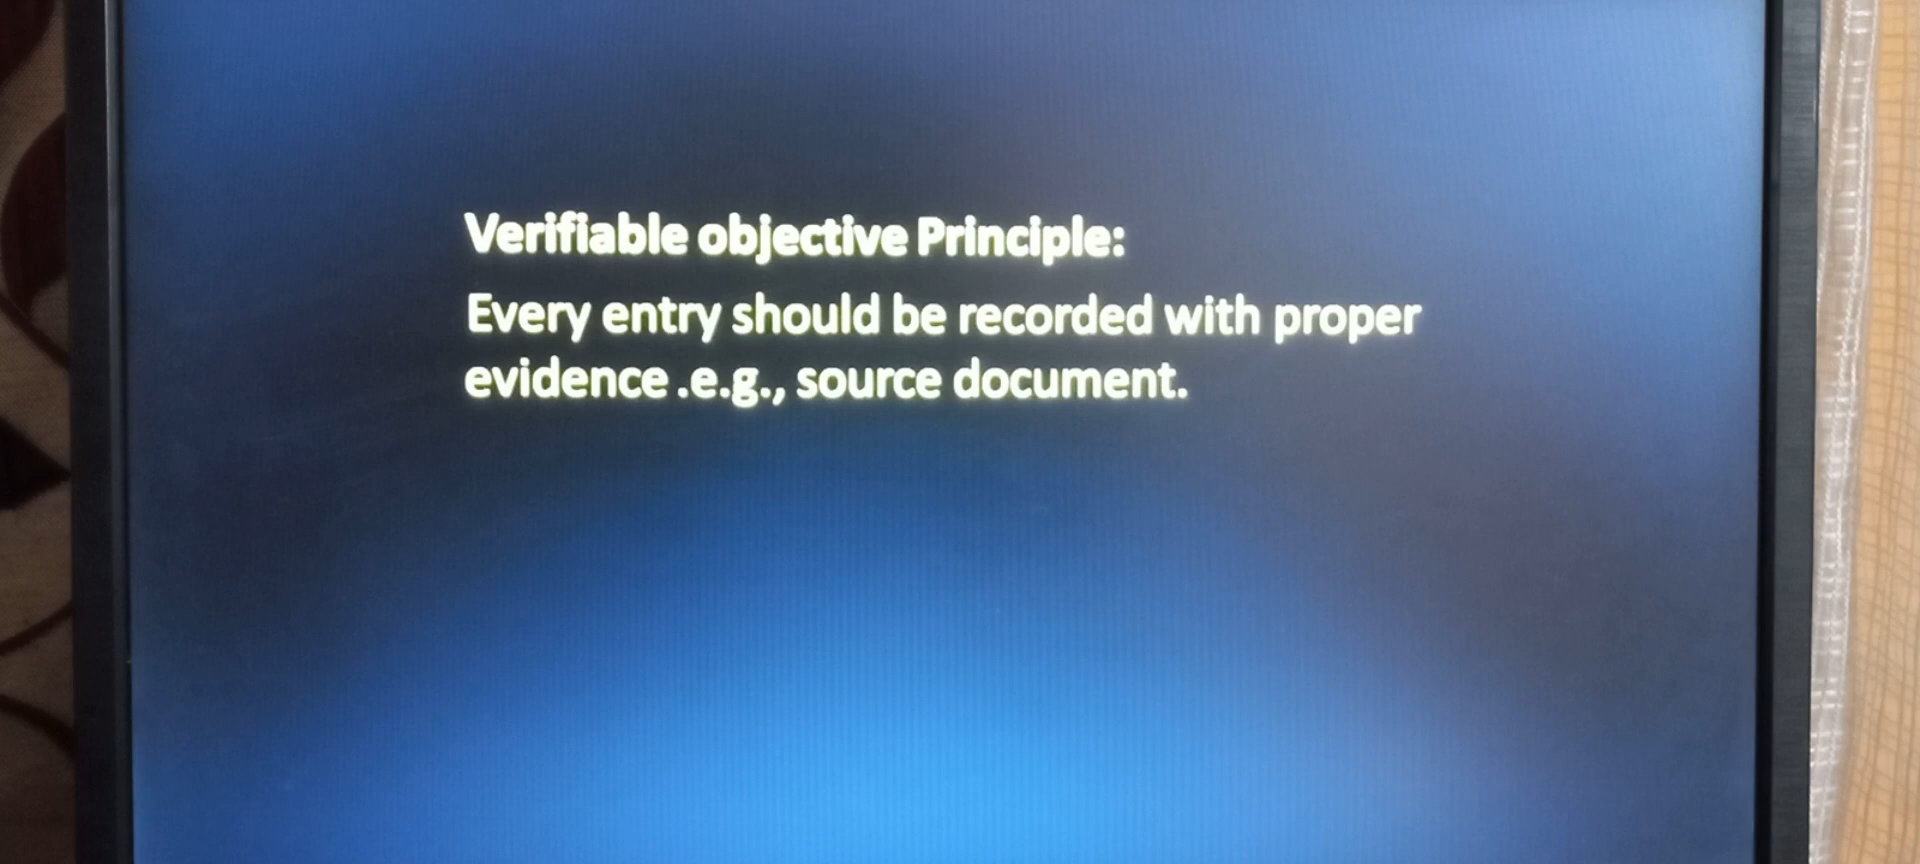 Verifiable objective Principle:
Every entry should be recorded with proper
evidence .e.g., source document.